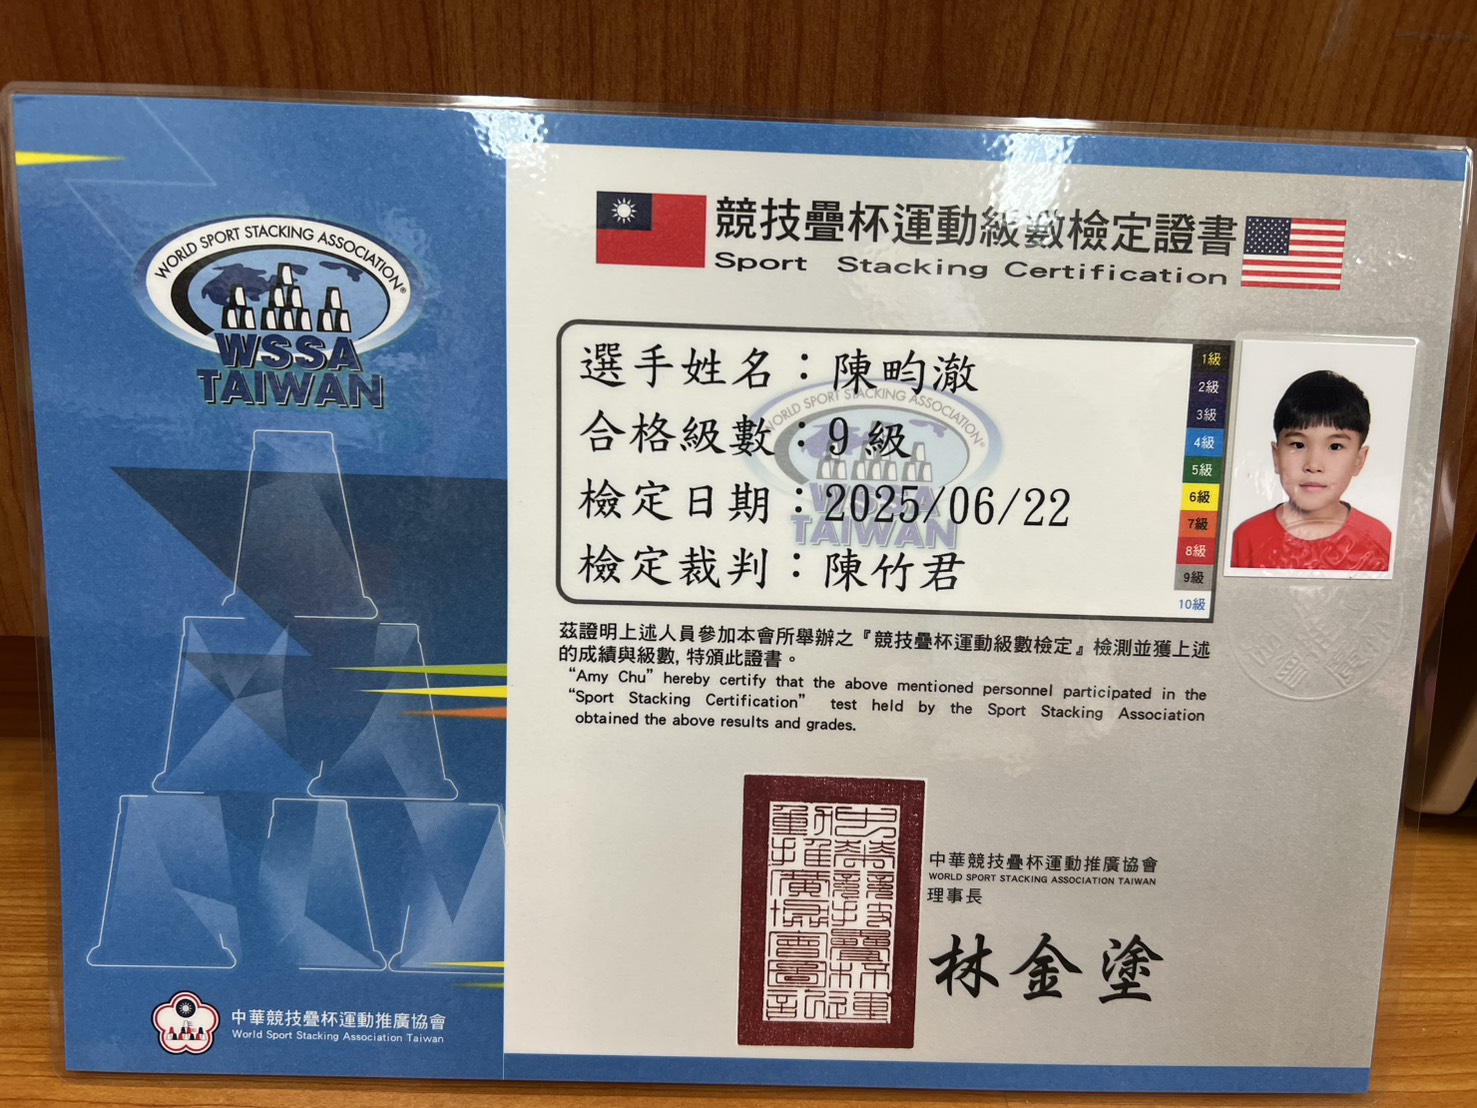 WORLD SPORT STACKING ASSOCIATION®
WSSA
TAIWAN
中華競技疊杯運動推廣協會
World Sport Stacking Association Taiwan
競技疊杯運動級數檢定證書
Sport Stacking Certification
選手姓名：陳畇澈
合格級數：9 級
檢定日期：2025/06/22
檢定裁判：陳竹君
WORLD SPORT STACKING ASSOCIATION®
WSSA
TAIWAN
1級
2級
3級
4級
5級
6級
7級
8級
9級
10級
茲證明上述人員參加本會所舉辦之『競技疊杯運動級數檢定』檢測並獲上述
的成績與級數, 特頒此證書。
“Amy Chu” hereby certify that the above mentioned personnel participated in the
“Sport Stacking Certification” test held by the Sport Stacking Association
obtained the above results and grades.
中華競技疊杯運動推廣協會
WORLD SPORT STACKING ASSOCIATION TAIWAN
理事長
林金塗